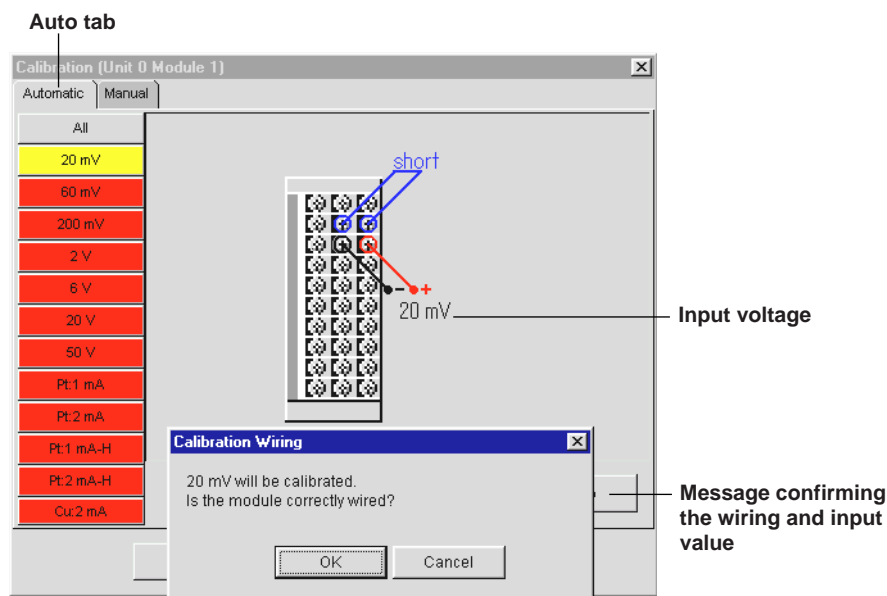 Auto tab
Calibration (Unit 0 Module 1)
Automatic Manual
All
20 mV
60 mV
200 mV
2 V
6 V
20 V
50 V
Pt:1 mA
Pt:2 mA
Pt:1 mA-H
Pt:2 mA-H
Cu:2 mA
short
- +
20 mV
Input voltage
Calibration Wiring
20 mV will be calibrated.
Is the module correctly wired?
OK Cancel
Message confirming
the wiring and input
value